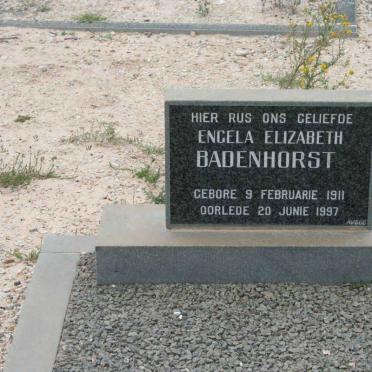 HIER RUS ONS GELIEFDE
ENGELA ELIZABETH
BADENHORST
GEBORE 9 FEBRUARIE 1911
OORLEDE 20 JUNIE 1997